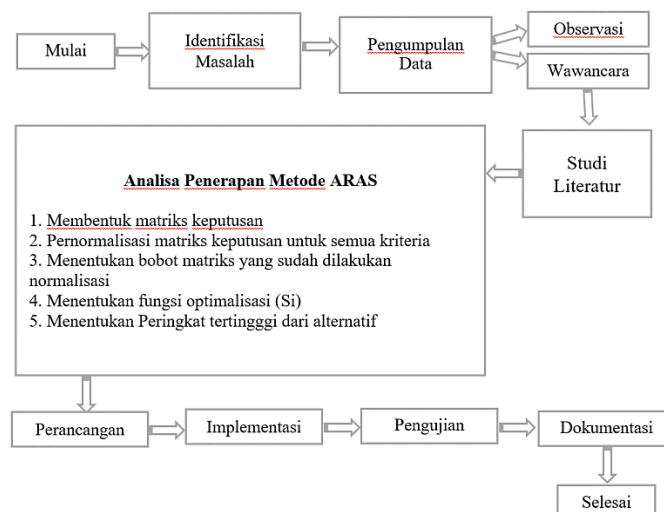 Mulai
Identifikasi
Masalah
Pengumpulan
Data
Observasi
Wawancara
Studi
Literatur
Analisa Penerapan Metode ARAS
1. Membentuk matriks keputusan
2. Pernormalisasi matriks keputusan untuk semua kriteria
3. Menentukan bobot matriks yang sudah dilakukan
normalisasi
4. Menentukan fungsi optimalisasi (Si)
5. Menentukan Peringkat tertingggi dari alternatif
Perancangan
Implementasi
Pengujian
Dokumentasi
Selesai